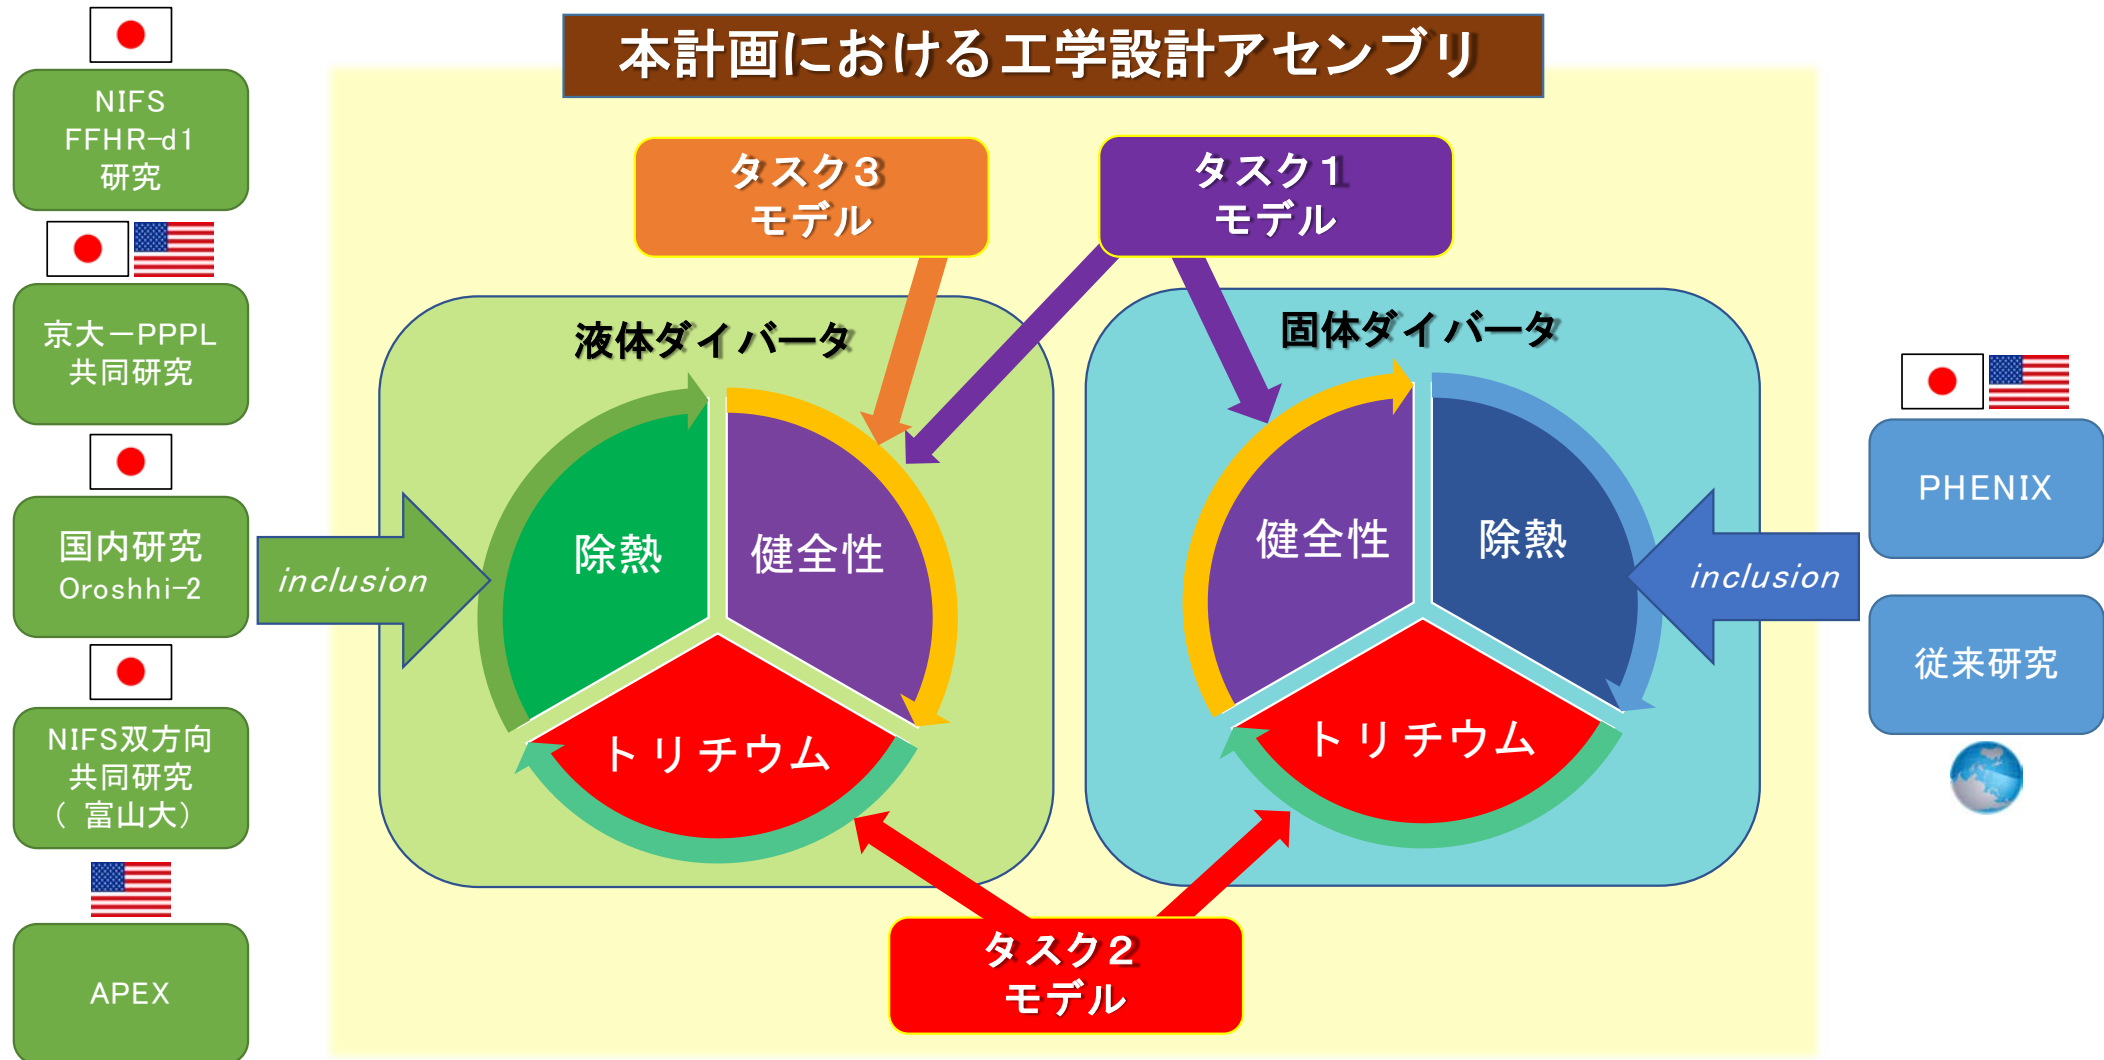 本計画における工学設計アセンブリ
NIFS
FFHR-d1
研究
京大－PPPL
共同研究
国内研究
Oroshhi-2
NIFS双方向
共同研究
( 富山大)
APEX
inclusion
タスク３
モデル
タスク１
モデル
液体ダイバータ
除熱
健全性
トリチウム
固体ダイバータ
健全性
除熱
トリチウム
タスク２
モデル
inclusion
PHENIX
従来研究